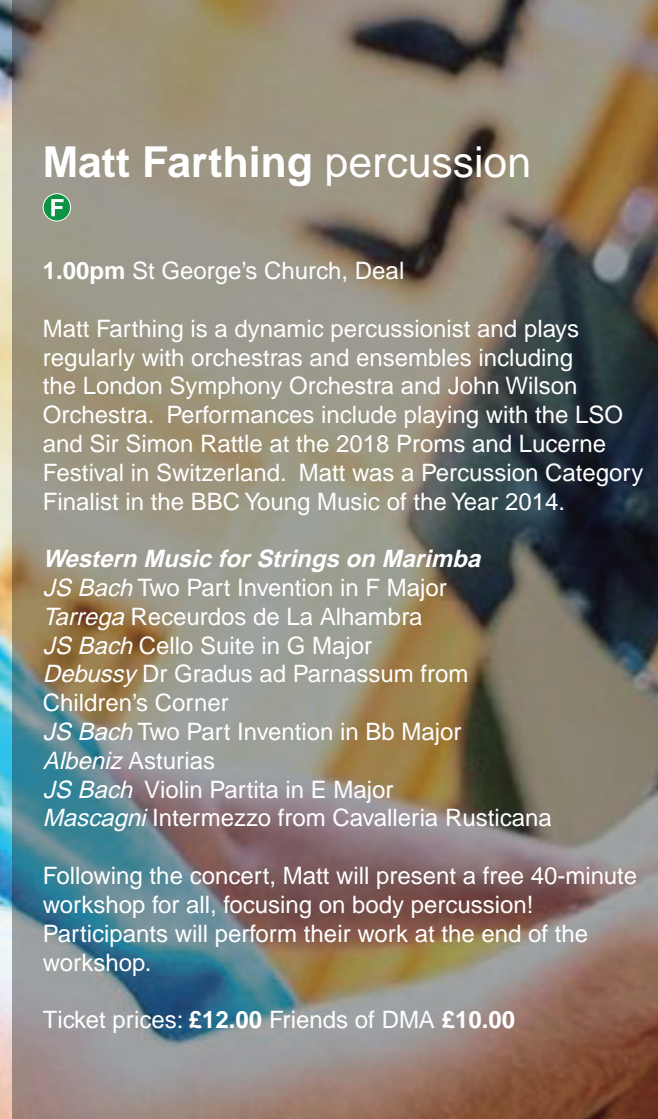 Matt Farthing percussion
F
1.00pm St George's Church, Deal
Matt Farthing is a dynamic percussionist and plays
regularly with orchestras and ensembles including
the London Symphony Orchestra and John Wilson
Orchestra.  Performances include playing with the LSO
and Sir Simon Rattle at the 2018 Proms and Lucerne
Festival in Switzerland.  Matt was a Percussion Category
Finalist in the BBC Young Music of the Year 2014.
Western Music for Strings on Marimba
JS Bach Two Part Invention in F Major
Tarrega Receurdos de La Alhambra
JS Bach Cello Suite in G Major
Debussy Dr Gradus ad Parnassum from
Children's Corner
JS Bach Two Part Invention in Bb Major
Albeniz Asturias
JS Bach  Violin Partita in E Major
Mascagni Intermezzo from Cavalleria Rusticana
Following the concert, Matt will present a free 40-minute
workshop for all, focusing on body percussion!
Participants will perform their work at the end of the
workshop.
Ticket prices: £12.00 Friends of DMA £10.00